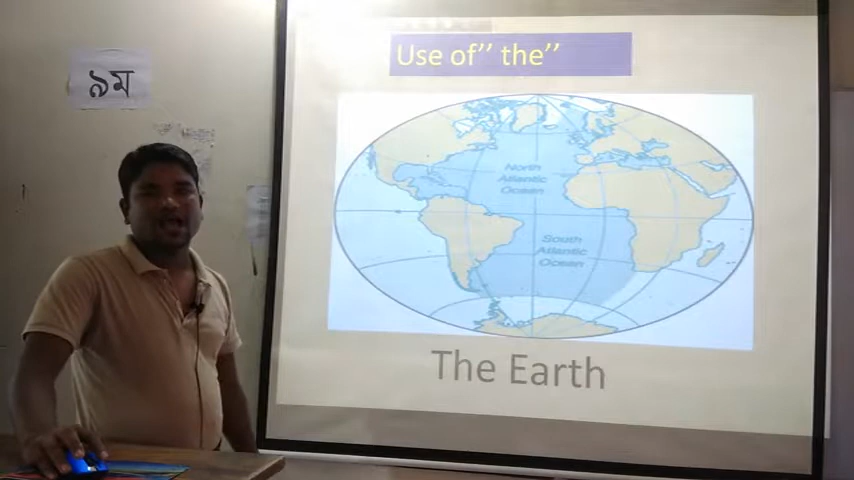 ৯ম
Use of’’ the’’
North
Atlantic
Ocean
South
Atlantic
Ocean
The Earth